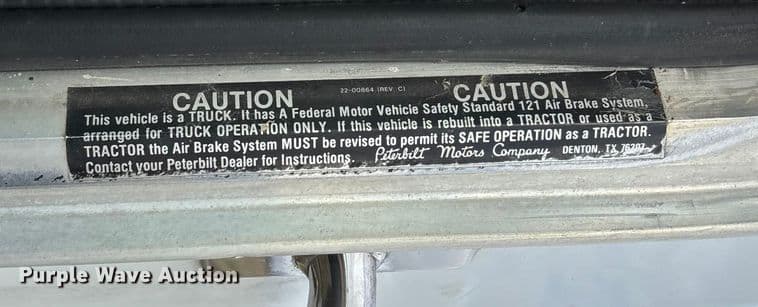 22-00864 (REV. C)
CAUTION CAUTION
This vehicle is a TRUCK. It has A Federal Motor Vehicle Safety Standard 121 Air Brake System,
arranged for TRUCK OPERATION ONLY. If this vehicle is rebuilt into a TRACTOR or used as a
TRACTOR the Air Brake System MUST be revised to permit its SAFE OPERATION as a TRACTOR.
Contact your Peterbilt Dealer for Instructions. Peterbilt Motors Company DENTON, TX 76207
Purple Wave Auction